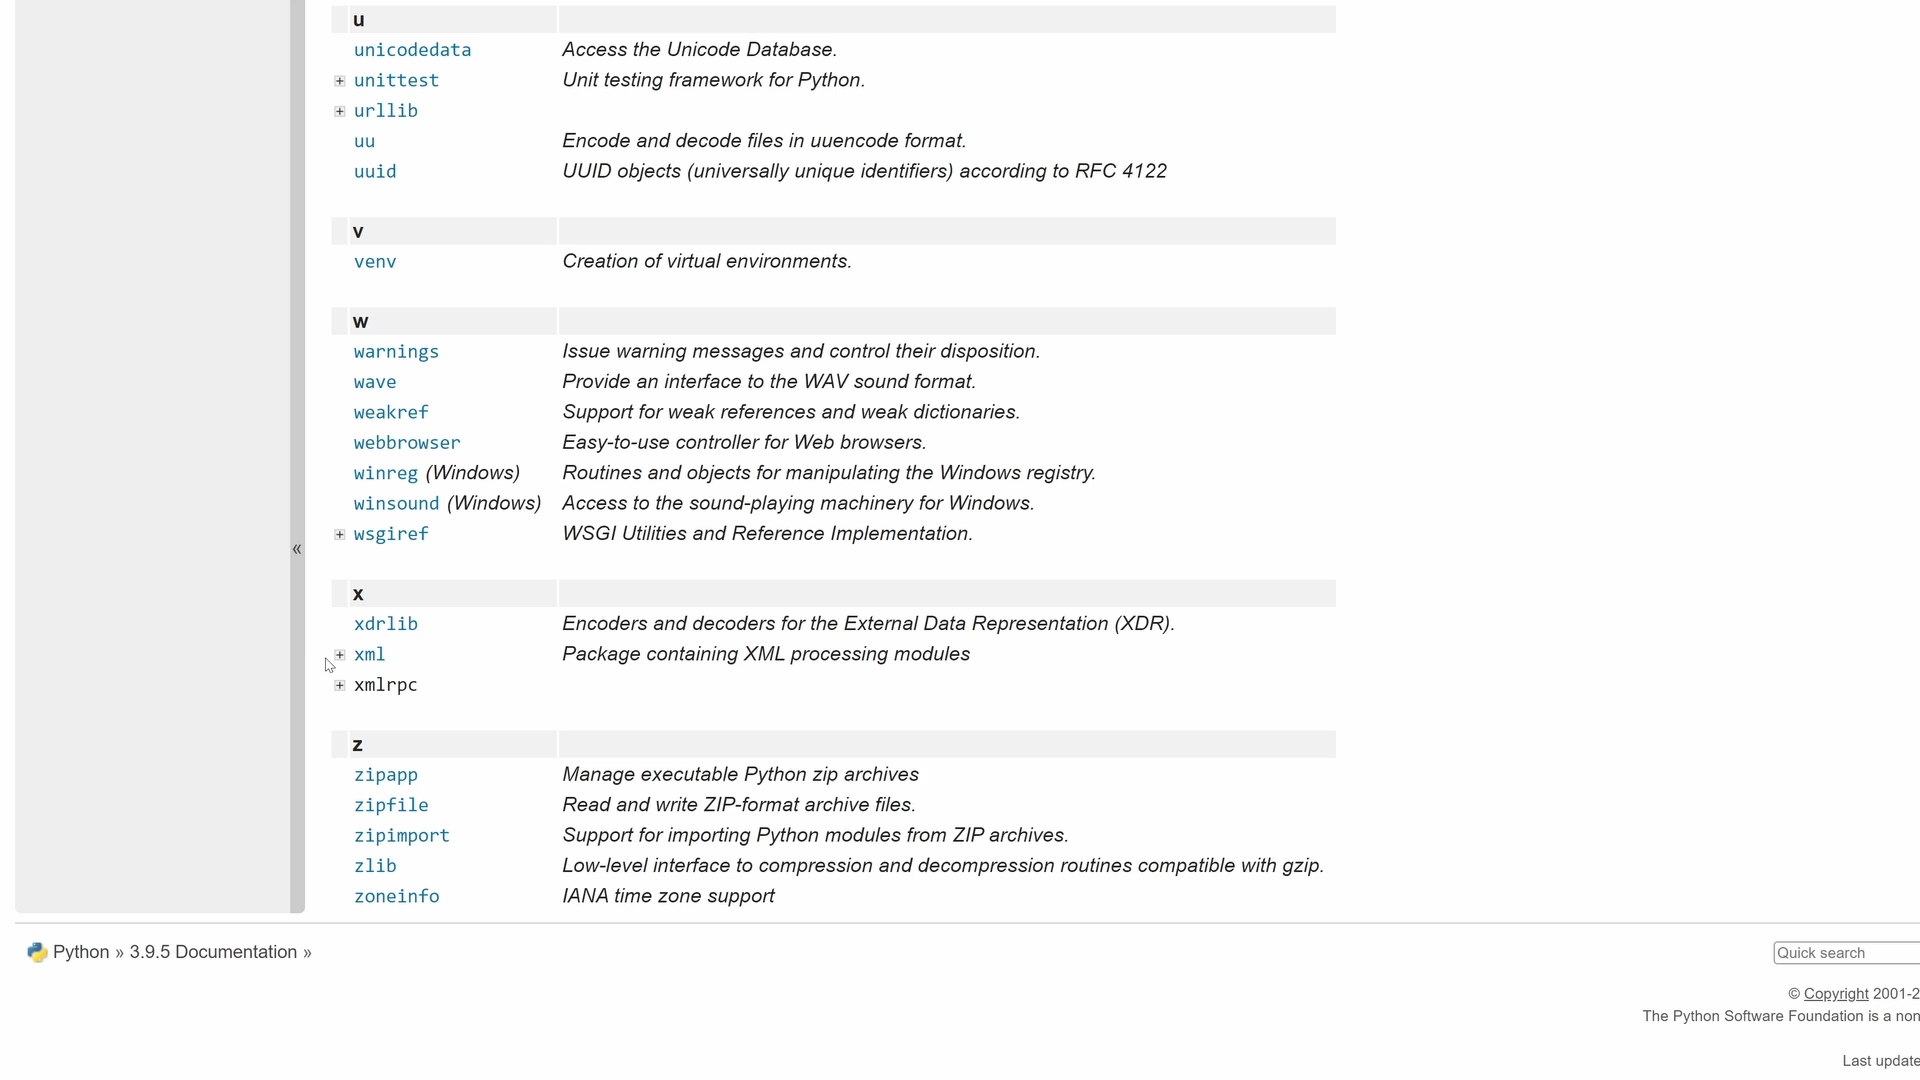 u
unicodedata Access the Unicode Database.
unittest Unit testing framework for Python.
urllib
uu Encode and decode files in uuencode format.
uuid UUID objects (universally unique identifiers) according to RFC 4122
v
venv Creation of virtual environments.
w
warnings Issue warning messages and control their disposition.
wave Provide an interface to the WAV sound format.
weakref Support for weak references and weak dictionaries.
webbrowser Easy-to-use controller for Web browsers.
winreg (Windows) Routines and objects for manipulating the Windows registry.
winsound (Windows) Access to the sound-playing machinery for Windows.
wsgiref WSGI Utilities and Reference Implementation.
«
x
xdrlib Encoders and decoders for the External Data Representation (XDR).
xml Package containing XML processing modules
xmlrpc
z
zipapp Manage executable Python zip archives
zipfile Read and write ZIP-format archive files.
zipimport Support for importing Python modules from ZIP archives.
zlib Low-level interface to compression and decompression routines compatible with gzip.
zoneinfo IANA time zone support
Python » 3.9.5 Documentation »
Quick search
© Copyright 2001-2
The Python Software Foundation is a non
Last update